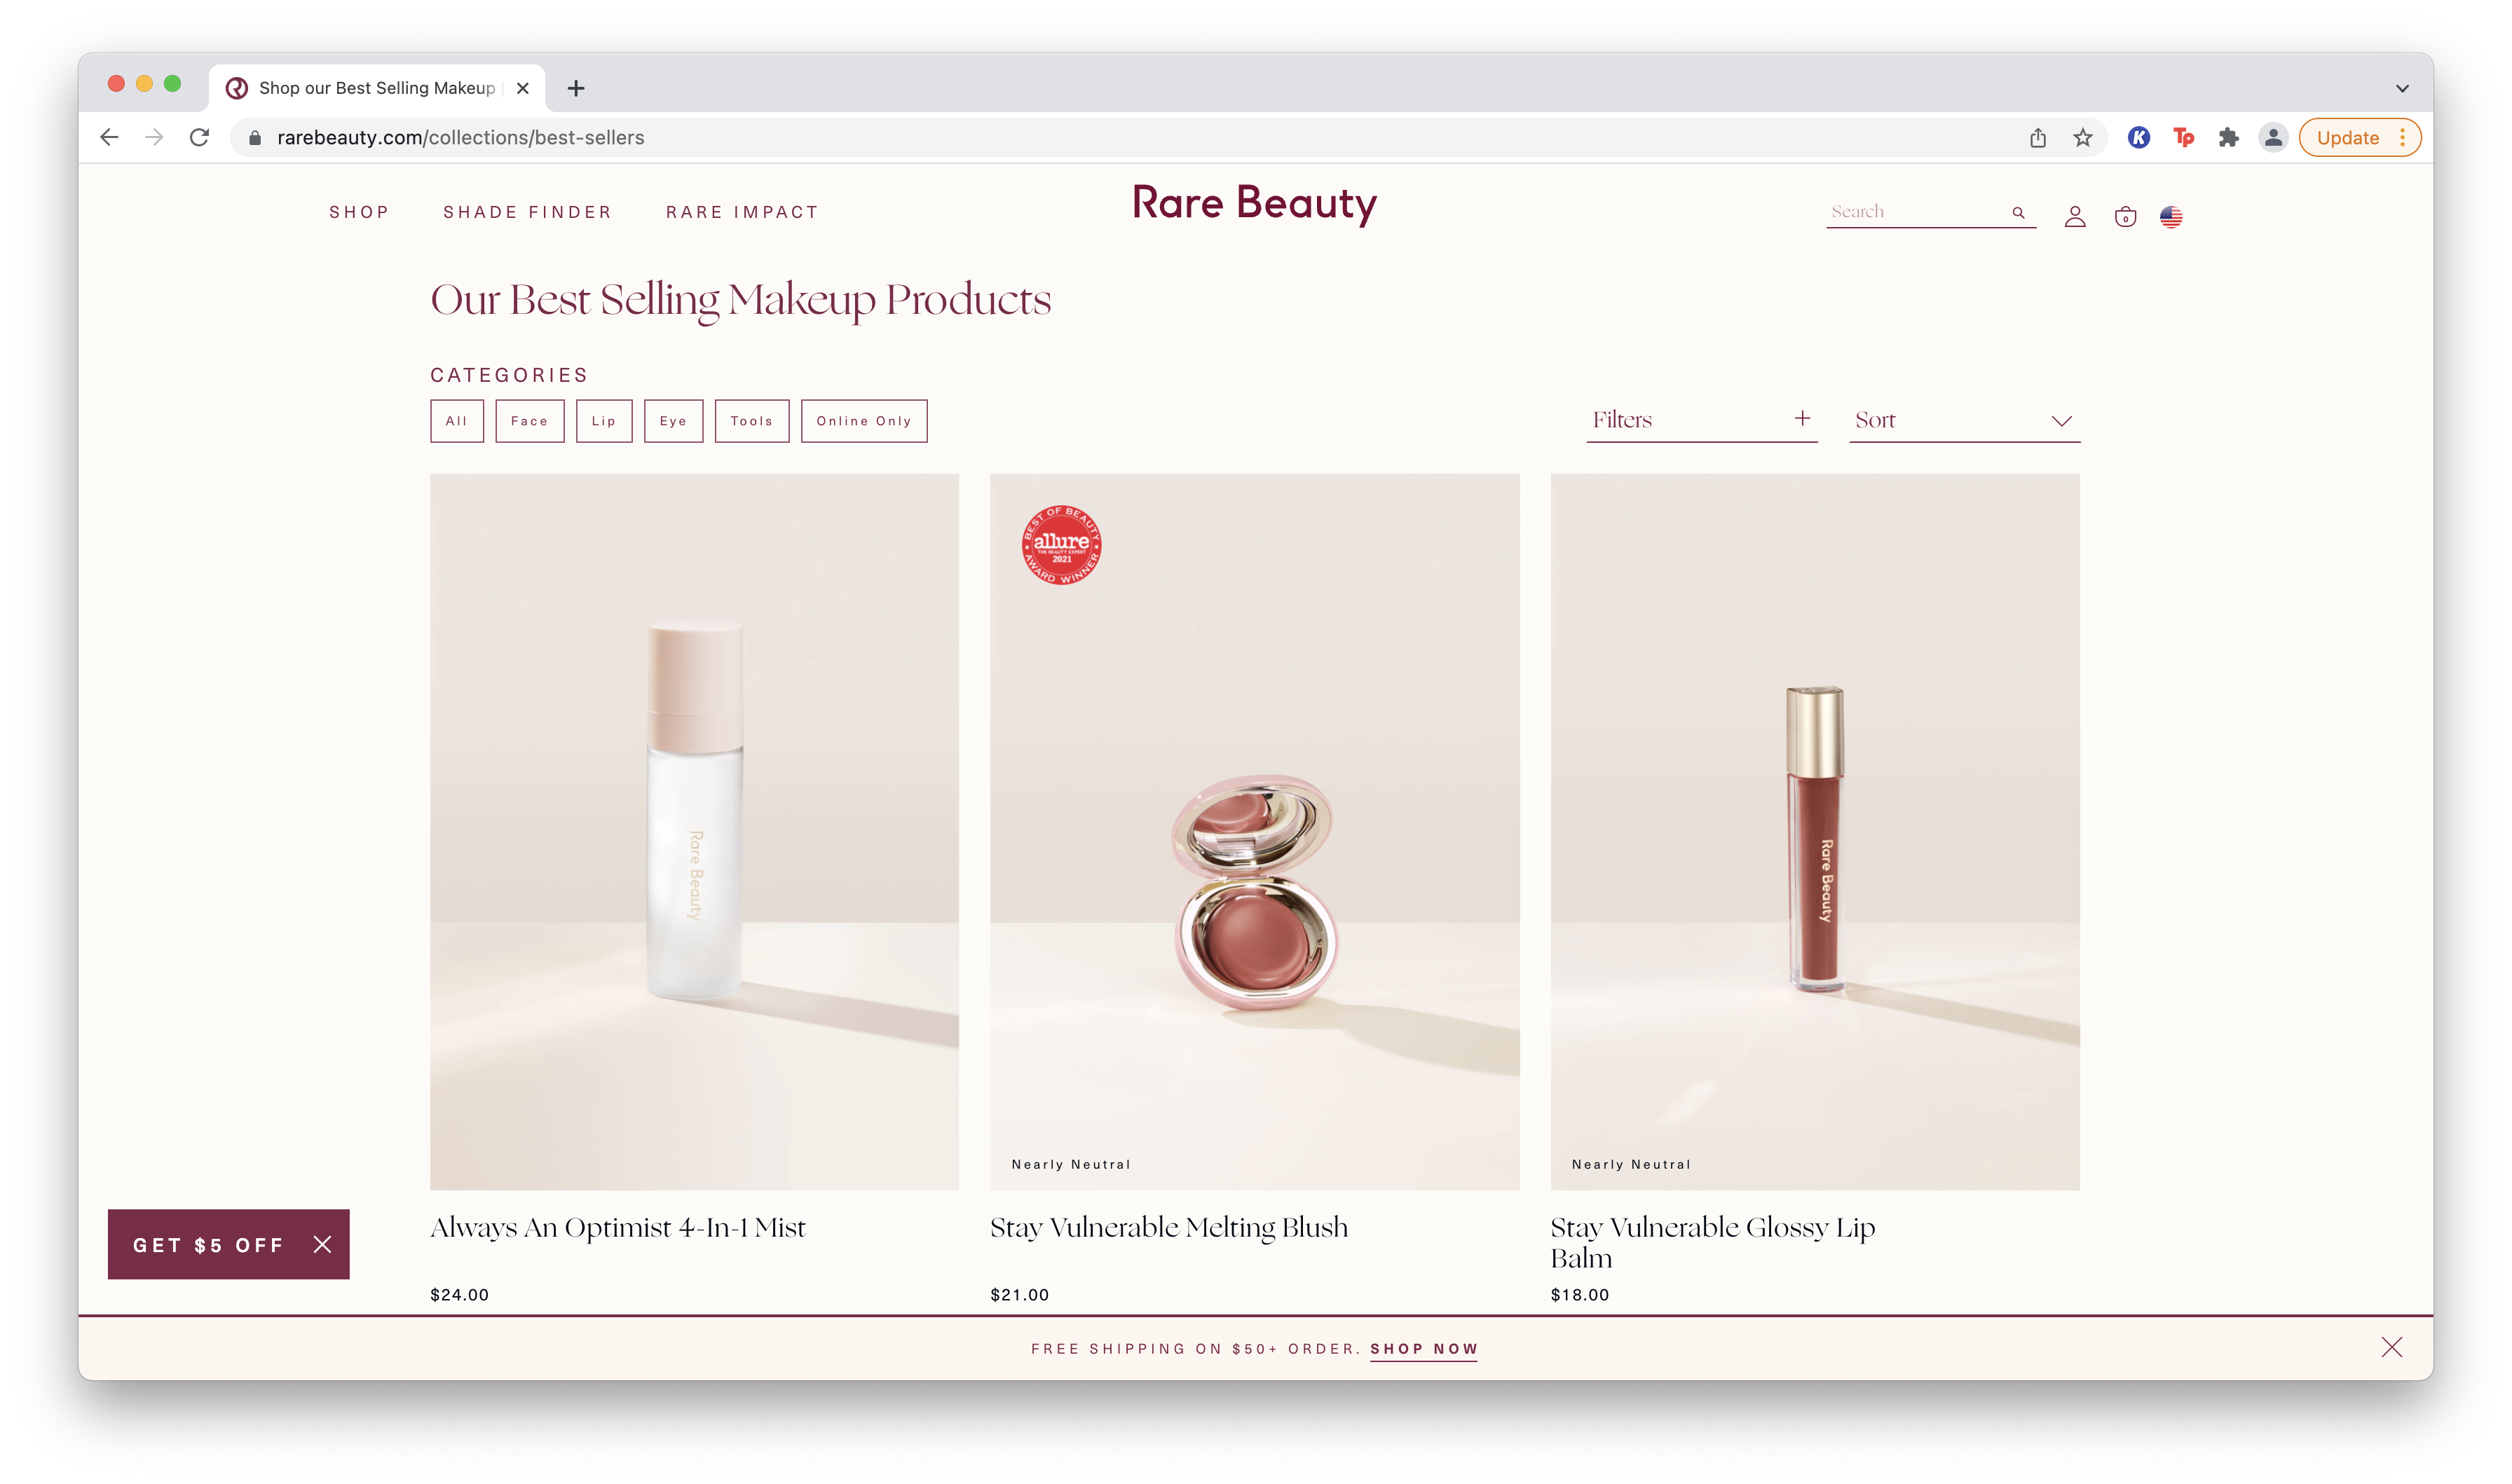 Shop our Best Selling Makeup
rarebeauty.com/collections/best-sellers
Update
SHOP
SHADE FINDER
RARE IMPACT
Rare Beauty
Search
0
Our Best Selling Makeup Products
CATEGORIES
All
Face
Lip
Eye
Tools
Online Only
Filters
Sort
Rare Beauty
BEST OF BEAUTY
allure
THE BEAUTY EXPERT
2021
AWARD WINNER
Rare Beauty
Nearly Neutral
Nearly Neutral
Always An Optimist 4-In-1 Mist
$24.00
Stay Vulnerable Melting Blush
$21.00
Stay Vulnerable Glossy Lip
Balm
$18.00
GET $5 OFF
FREE SHIPPING ON $50+ ORDER. SHOP NOW